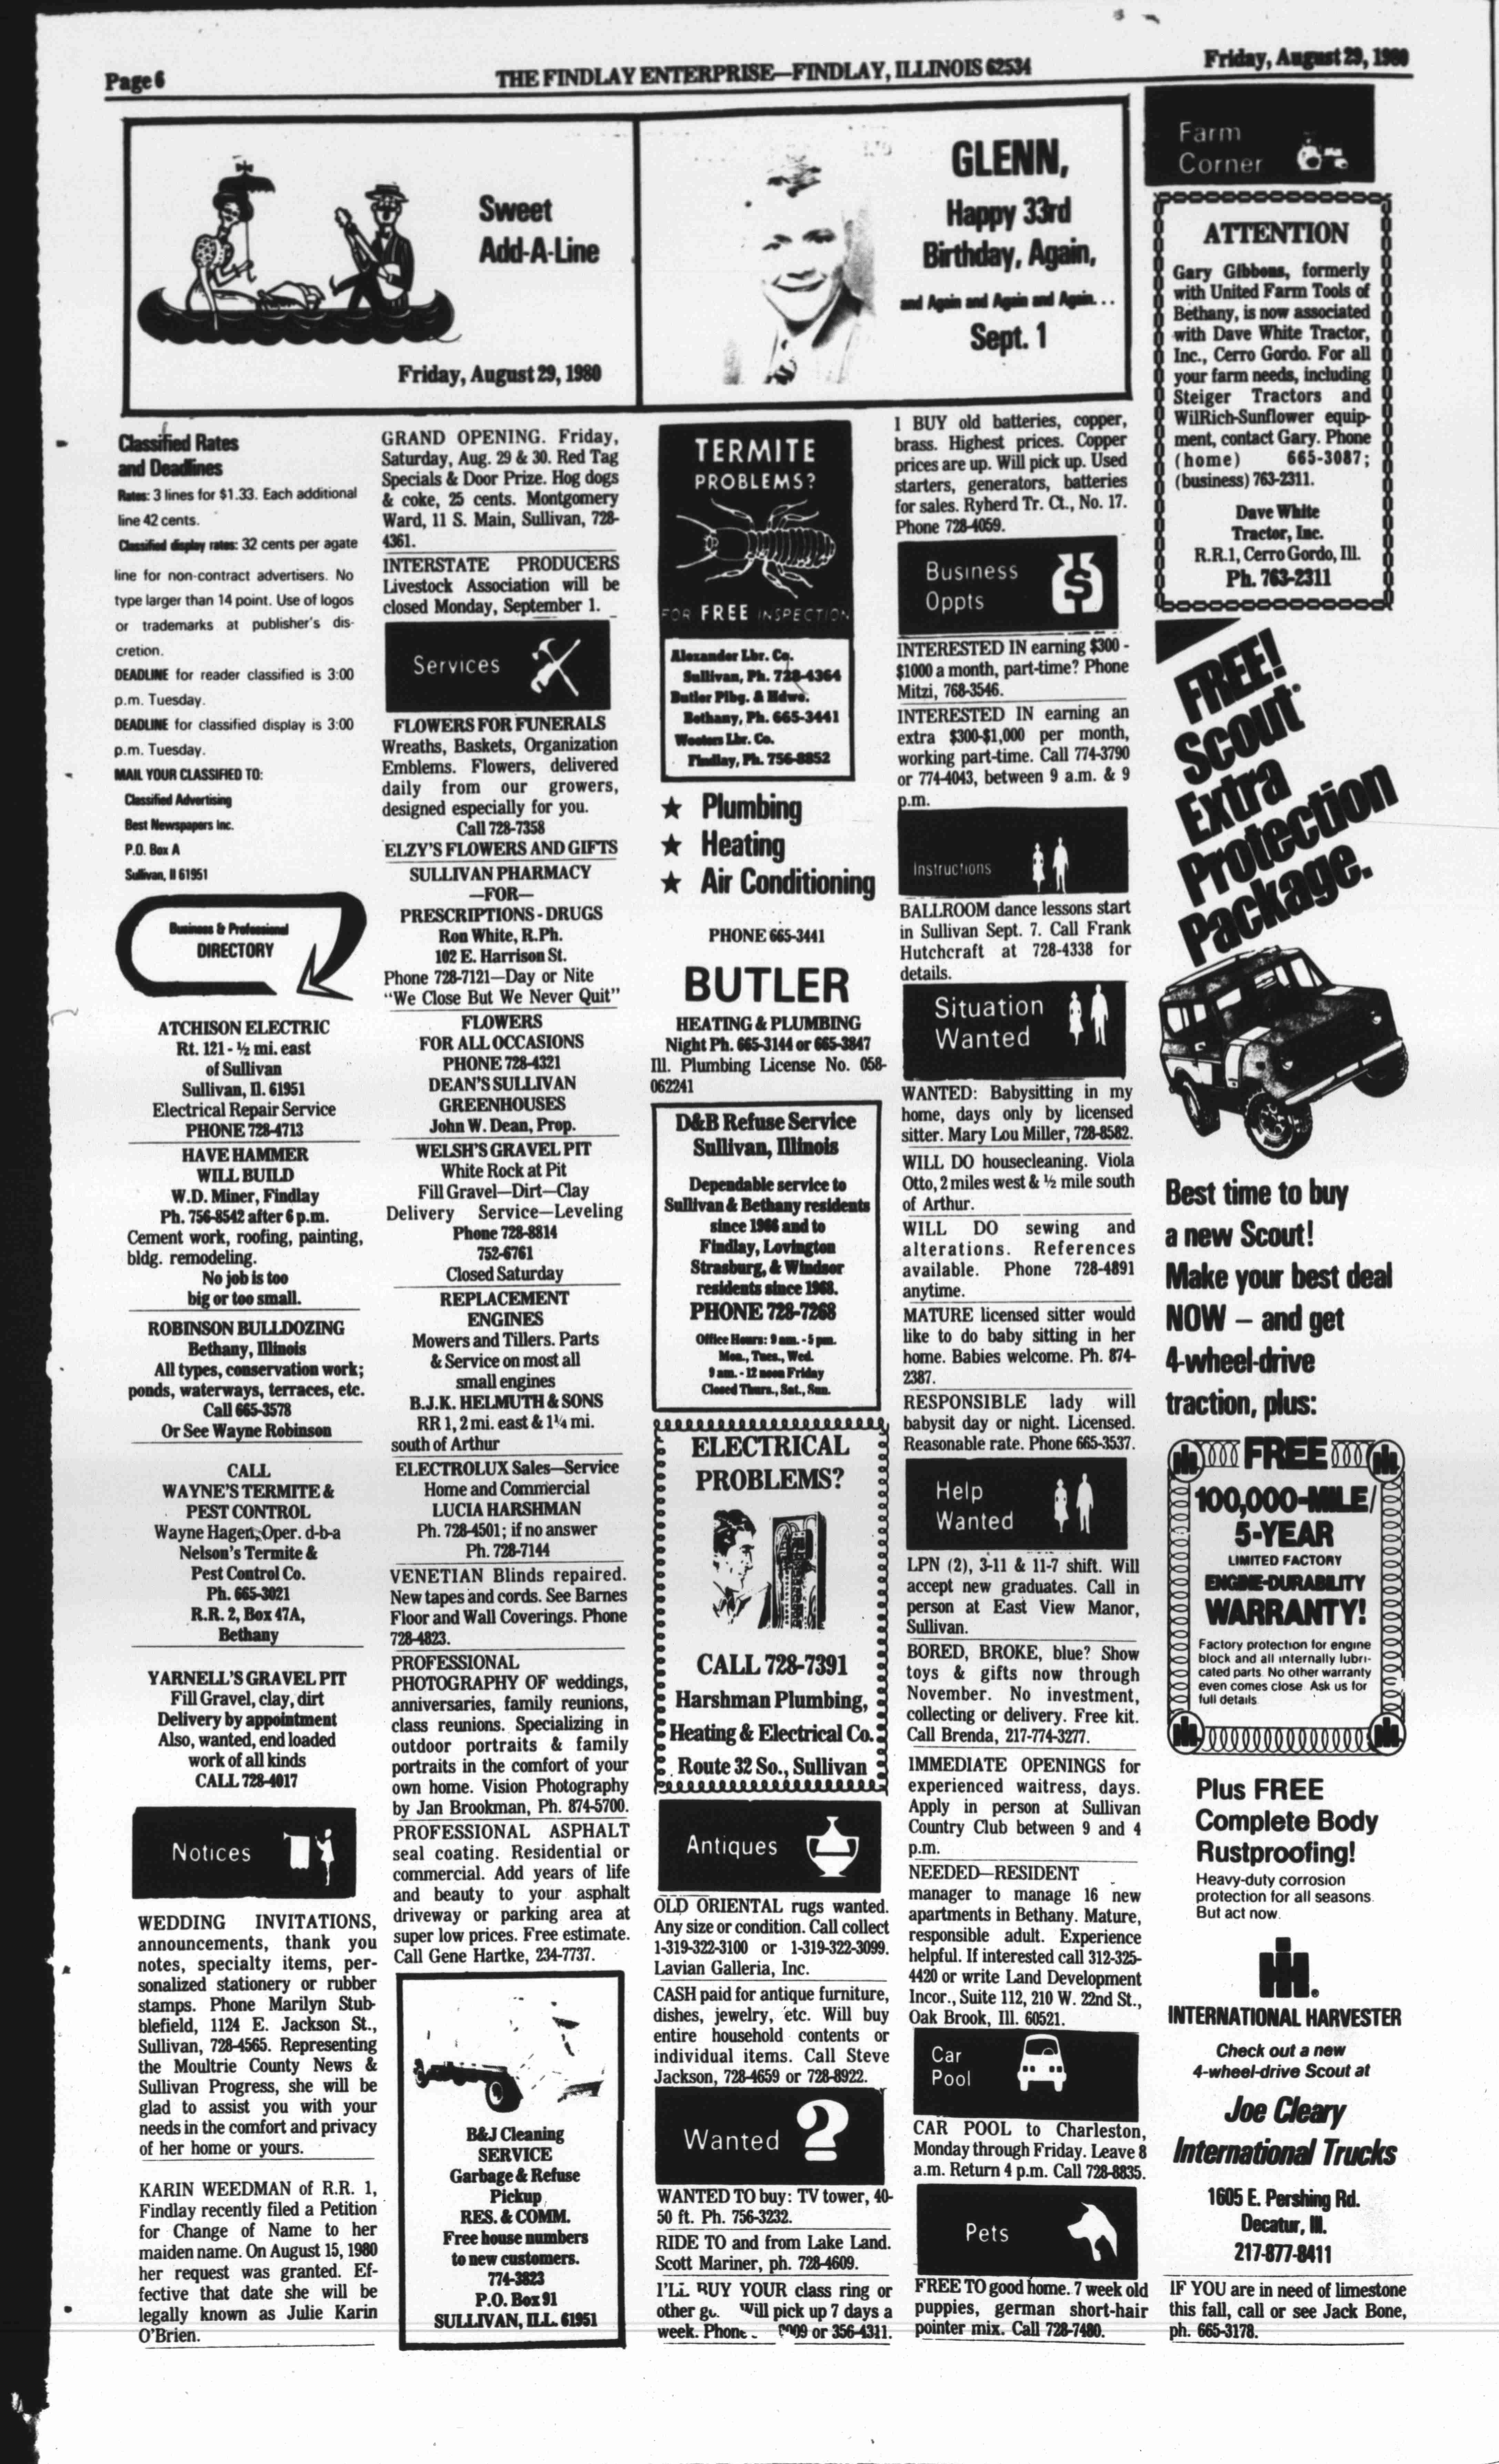 Page 6
THE FINDLAY ENTERPRISE—FINDLAY, ILLINOIS 62534
Friday, August 29, 1980
Sweet
Add-A-Line
Friday, August 29, 1980
GLENN,
Happy 33rd
Birthday, Again,
and Again and Again and Again. . .
Sept. 1
Classified Rates
and Deadlines
Rates: 3 lines for $1.33. Each additional
line 42 cents.
Classified display rates: 32 cents per agate
line for non-contract advertisers. No
type larger than 14 point. Use of logos
or trademarks at publisher's dis-
cretion.
DEADLINE for reader classified is 3:00
p.m. Tuesday.
DEADLINE for classified display is 3:00
p.m. Tuesday.
MAIL YOUR CLASSIFIED TO:
Classified Advertising
Best Newspapers Inc.
P.O. Box A
Sullivan, Il 61951
Business & Professional
DIRECTORY
ATCHISON ELECTRIC
Rt. 121 - ½ mi. east
of Sullivan
Sullivan, Il. 61951
Electrical Repair Service
PHONE 728-4713
HAVE HAMMER
WILL BUILD
W.D. Miner, Findlay
Ph. 756-8542 after 6 p.m.
Cement work, roofing, painting,
bldg. remodeling.
No job is too
big or too small.
ROBINSON BULLDOZING
Bethany, Illinois
All types, conservation work;
ponds, waterways, terraces, etc.
Call 665-3578
Or See Wayne Robinson
CALL
WAYNE'S TERMITE &
PEST CONTROL
Wayne Hagen, Oper. d-b-a
Nelson's Termite &
Pest Control Co.
Ph. 665-3021
R.R. 2, Box 47A,
Bethany
YARNELL'S GRAVEL PIT
Fill Gravel, clay, dirt
Delivery by appointment
Also, wanted, end loaded
work of all kinds
CALL 728-4017
Notices
WEDDING INVITATIONS,
announcements, thank you
notes, specialty items, per-
sonalized stationery or rubber
stamps. Phone Marilyn Stub-
blefield, 1124 E. Jackson St.,
Sullivan, 728-4565. Representing
the Moultrie County News &
Sullivan Progress, she will be
glad to assist you with your
needs in the comfort and privacy
of her home or yours.
KARIN WEEDMAN of R.R. 1,
Findlay recently filed a Petition
for Change of Name to her
maiden name. On August 15, 1980
her request was granted. Ef-
fective that date she will be
legally known as Julie Karin
O'Brien.
GRAND OPENING. Friday,
Saturday, Aug. 29 & 30. Red Tag
Specials & Door Prize. Hog dogs
& coke, 25 cents. Montgomery
Ward, 11 S. Main, Sullivan, 728-
4361.
INTERSTATE PRODUCERS
Livestock Association will be
closed Monday, September 1.
Services
FLOWERS FOR FUNERALS
Wreaths, Baskets, Organization
Emblems. Flowers, delivered
daily from our growers,
designed especially for you.
Call 728-7358
ELZY'S FLOWERS AND GIFTS
SULLIVAN PHARMACY
—FOR—
PRESCRIPTIONS - DRUGS
Ron White, R.Ph.
102 E. Harrison St.
Phone 728-7121—Day or Nite
"We Close But We Never Quit"
FLOWERS
FOR ALL OCCASIONS
PHONE 728-4321
DEAN'S SULLIVAN
GREENHOUSES
John W. Dean, Prop.
WELSH'S GRAVEL PIT
White Rock at Pit
Fill Gravel—Dirt—Clay
Delivery Service—Leveling
Phone 728-8814
752-6761
Closed Saturday
REPLACEMENT
ENGINES
Mowers and Tillers. Parts
& Service on most all
small engines
B.J.K. HELMUTH & SONS
RR 1, 2 mi. east & 1¼ mi.
south of Arthur
ELECTROLUX Sales—Service
Home and Commercial
LUCIA HARSHMAN
Ph. 728-4501; if no answer
Ph. 728-7144
VENETIAN Blinds repaired.
New tapes and cords. See Barnes
Floor and Wall Coverings. Phone
728-4823.
PROFESSIONAL
PHOTOGRAPHY OF weddings,
anniversaries, family reunions,
class reunions. Specializing in
outdoor portraits & family
portraits in the comfort of your
own home. Vision Photography
by Jan Brookman, Ph. 874-5700.
PROFESSIONAL ASPHALT
seal coating. Residential or
commercial. Add years of life
and beauty to your asphalt
driveway or parking area at
super low prices. Free estimate.
Call Gene Hartke, 234-7737.
B&J Cleaning
SERVICE
Garbage & Refuse
Pickup
RES. & COMM.
Free house numbers
to new customers.
774-3823
P.O. Box 91
SULLIVAN, ILL. 61951
TERMITE
PROBLEMS?
FOR FREE INSPECTION
Alexander Lbr. Co.
Sullivan, Ph. 728-4364
Butler Plbg. & Hdwe.
Bethany, Ph. 665-3441
Wooters Lbr. Co.
Findlay, Ph. 756-8852
★ Plumbing
★ Heating
★ Air Conditioning
PHONE 665-3441
BUTLER
HEATING & PLUMBING
Night Ph. 665-3144 or 665-3847
Ill. Plumbing License No. 058-
062241
D&B Refuse Service
Sullivan, Illinois
Dependable service to
Sullivan & Bethany residents
since 1966 and to
Findlay, Lovington
Strasburg, & Windsor
residents since 1968.
PHONE 728-7268
Office Hours: 9 am. - 5 pm.
Mon., Tues., Wed.
9 am. - 12 noon Friday
Closed Thurs., Sat., Sun.
ELECTRICAL
PROBLEMS?
CALL 728-7391
Harshman Plumbing,
Heating & Electrical Co.
Route 32 So., Sullivan
Antiques
OLD ORIENTAL rugs wanted.
Any size or condition. Call collect
1-319-322-3100 or 1-319-322-3099.
Lavian Galleria, Inc.
CASH paid for antique furniture,
dishes, jewelry, etc. Will buy
entire household contents or
individual items. Call Steve
Jackson, 728-4659 or 728-8922.
Wanted
WANTED TO buy: TV tower, 40-
50 ft. Ph. 756-3232.
RIDE TO and from Lake Land.
Scott Mariner, ph. 728-4609.
I'LL BUY YOUR class ring or
other Will pick up 7 days a
week. Phone or 356-4311.
I BUY old batteries, copper,
brass. Highest prices. Copper
prices are up. Will pick up. Used
starters, generators, batteries
for sales. Ryherd Tr. Ct., No. 17.
Phone 728-4059.
Business
Oppts
INTERESTED IN earning $300 -
$1000 a month, part-time? Phone
Mitzi, 768-3546.
INTERESTED IN earning an
extra $300-$1,000 per month,
working part-time. Call 774-3790
or 774-4043, between 9 a.m. & 9
p.m.
Instructions
BALLROOM dance lessons start
in Sullivan Sept. 7. Call Frank
Hutchcraft at 728-4338 for
details.
Situation
Wanted
WANTED: Babysitting in my
home, days only by licensed
sitter. Mary Lou Miller, 728-8582.
WILL DO housecleaning. Viola
Otto, 2 miles west & ½ mile south
of Arthur.
WILL DO sewing and
alterations. References
available. Phone 728-4891
anytime.
MATURE licensed sitter would
like to do baby sitting in her
home. Babies welcome. Ph. 874-
2387.
RESPONSIBLE lady will
babysit day or night. Licensed.
Reasonable rate. Phone 665-3537.
Help
Wanted
LPN (2), 3-11 & 11-7 shift. Will
accept new graduates. Call in
person at East View Manor,
Sullivan.
BORED, BROKE, blue? Show
toys & gifts now through
November. No investment,
collecting or delivery. Free kit.
Call Brenda, 217-774-3277.
IMMEDIATE OPENINGS for
experienced waitress, days.
Apply in person at Sullivan
Country Club between 9 and 4
p.m.
NEEDED—RESIDENT
manager to manage 16 new
apartments in Bethany. Mature,
responsible adult. Experience
helpful. If interested call 312-325-
4420 or write Land Development
Incor., Suite 112, 210 W. 22nd St.,
Oak Brook, Ill. 60521.
Car
Pool
CAR POOL to Charleston,
Monday through Friday. Leave 8
a.m. Return 4 p.m. Call 728-8835.
Pets
FREE TO good home. 7 week old
puppies, german short-hair
pointer mix. Call 728-7480.
Farm
Corner
ATTENTION
Gary Gibbons, formerly
with United Farm Tools of
Bethany, is now associated
with Dave White Tractor,
Inc., Cerro Gordo. For all
your farm needs, including
Steiger Tractors and
WilRich-Sunflower equip-
ment, contact Gary. Phone
(home) 665-3087;
(business) 763-2311.
Dave White
Tractor, Inc.
R.R.1, Cerro Gordo, Ill.
Ph. 763-2311
FREE!
Scout
Extra
Protection
Package.
Best time to buy
a new Scout!
Make your best deal
NOW – and get
4-wheel-drive
traction, plus:
FREE
100,000-MILE/
5-YEAR
LIMITED FACTORY
ENGINE-DURABILITY
WARRANTY!
Factory protection for engine
block and all internally lubri-
cated parts. No other warranty
even comes close. Ask us for
full details.
Plus FREE
Complete Body
Rustproofing!
Heavy-duty corrosion
protection for all seasons.
But act now.
INTERNATIONAL HARVESTER
Check out a new
4-wheel-drive Scout at
Joe Cleary
International Trucks
1605 E. Pershing Rd.
Decatur, Ill.
217-877-8411
IF YOU are in need of limestone
this fall, call or see Jack Bone,
ph. 665-3178.